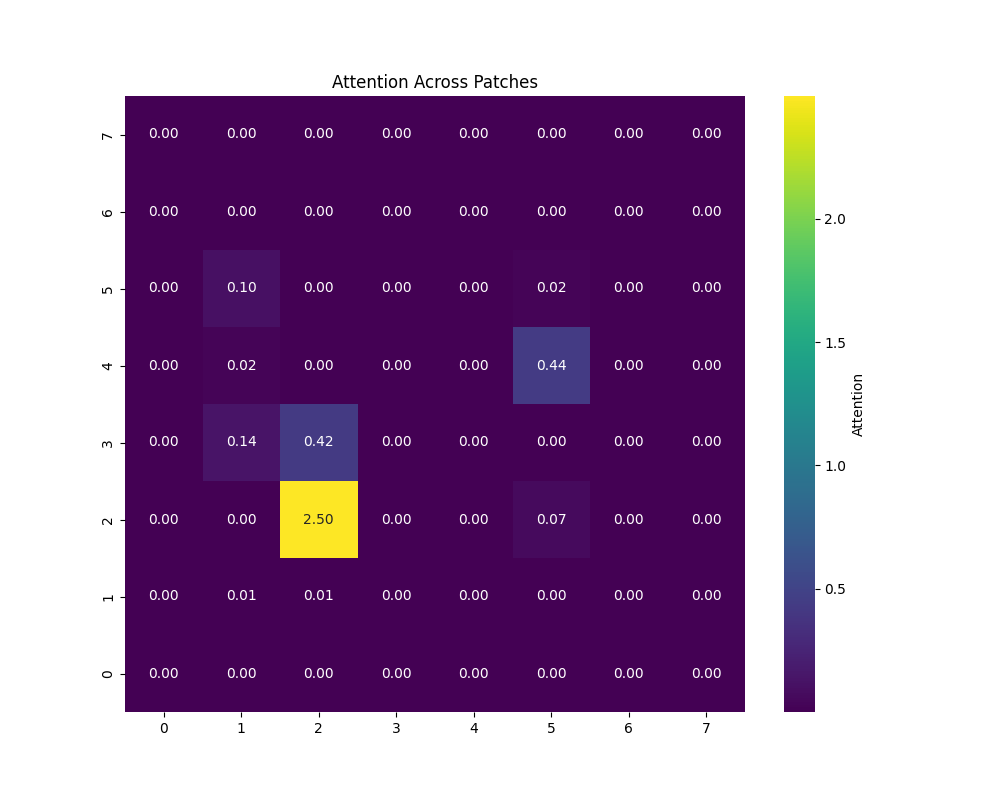 Attention Across Patches
7 0.00 0.00 0.00 0.00 0.00 0.00 0.00 0.00
6 0.00 0.00 0.00 0.00 0.00 0.00 0.00 0.00
2.0
5 0.00 0.10 0.00 0.00 0.00 0.02 0.00 0.00
1.5
4 0.00 0.02 0.00 0.00 0.00 0.44 0.00 0.00
Attention
3 0.00 0.14 0.42 0.00 0.00 0.00 0.00 0.00
1.0
2 0.00 0.00 2.50 0.00 0.00 0.07 0.00 0.00
0.5
1 0.00 0.01 0.01 0.00 0.00 0.00 0.00 0.00
0 0.00 0.00 0.00 0.00 0.00 0.00 0.00 0.00
0 1 2 3 4 5 6 7